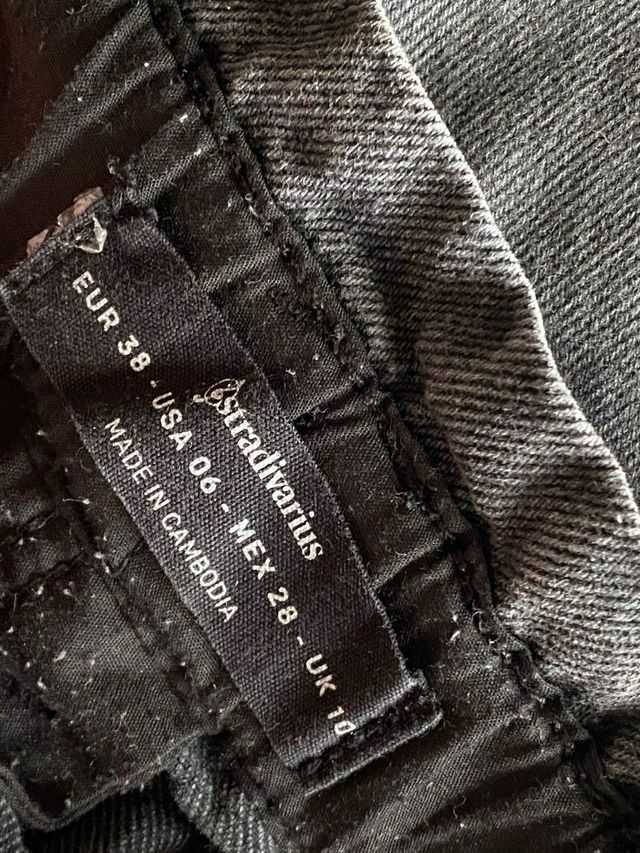 stradivarius
EUR 38 - USA 06 - MEX 28 - UK 10
MADE IN CAMBODIA